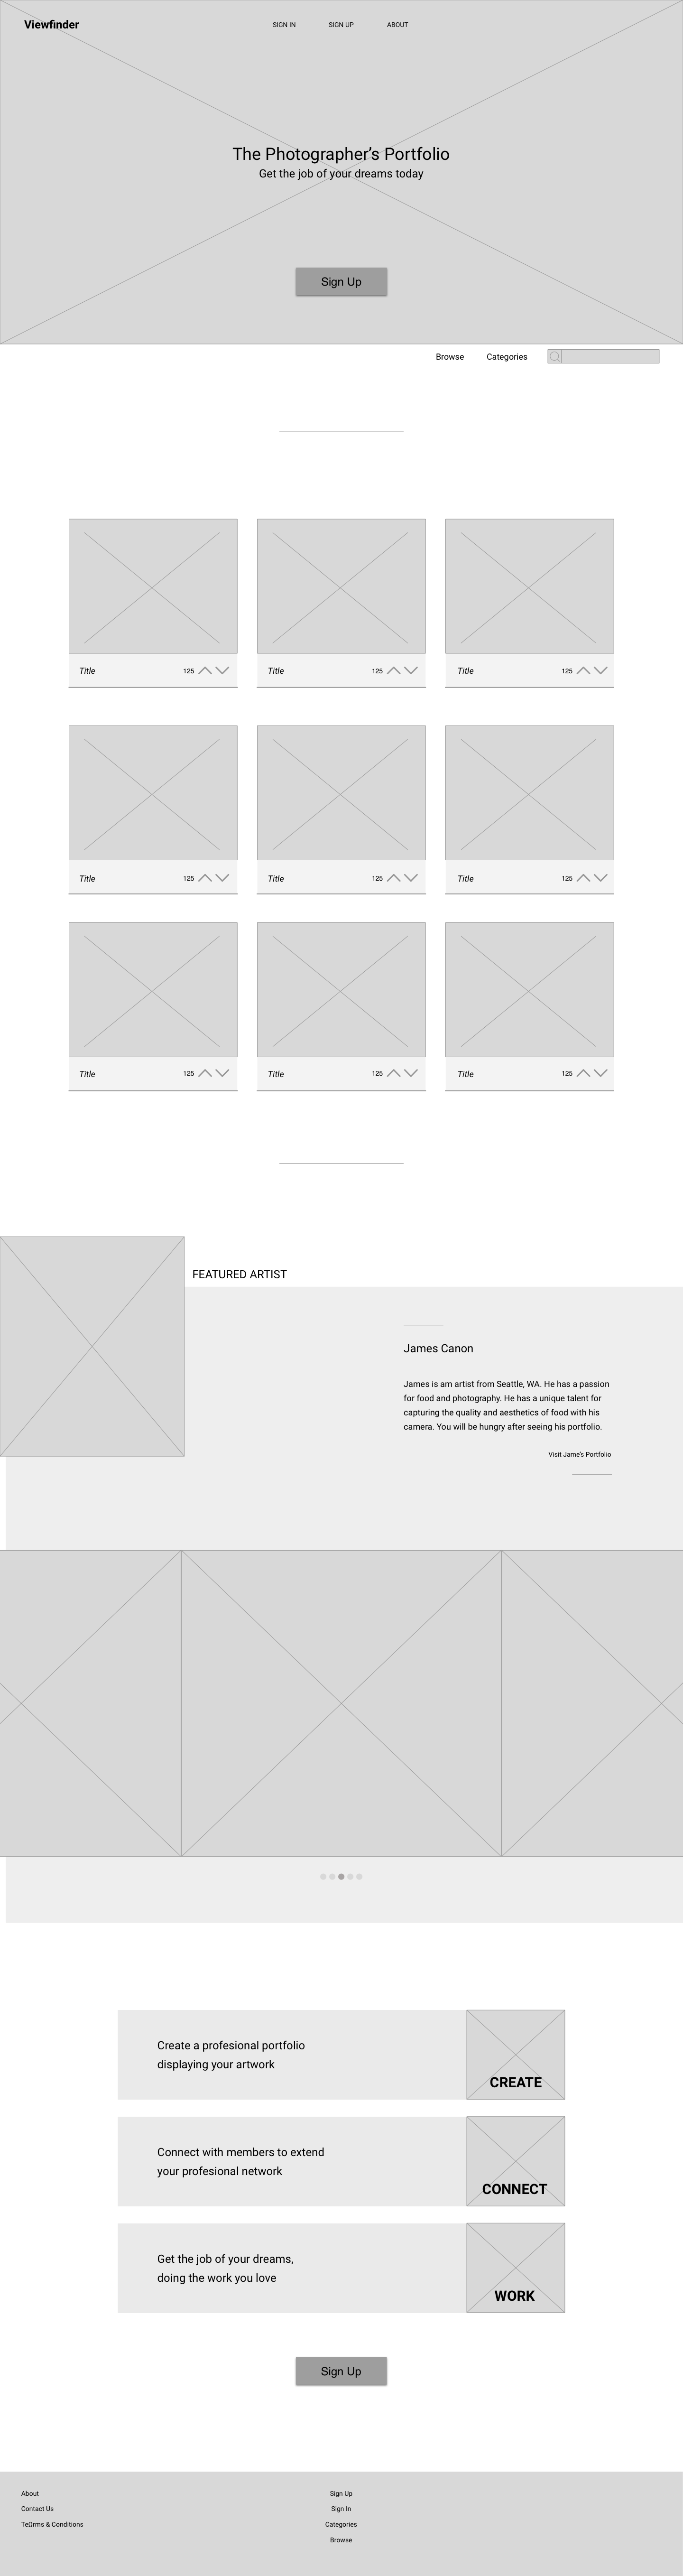 Viewfinder
SIGN IN
SIGN UP
ABOUT
The Photographer's Portfolio
Get the job of your dreams today
Sign Up
Browse
Categories
Title
125
Title
125
Title
125
Title
125
Title
125
Title
125
Title
125
Title
125
Title
125
FEATURED ARTIST
James Canon
James is am artist from Seattle, WA. He has a passion
for food and photography. He has a unique talent for
capturing the quality and aesthetics of food with his
camera. You will be hungry after seeing his portfolio.
Visit Jame's Portfolio
Create a profesional portfolio
displaying your artwork
CREATE
Connect with members to extend
your profesional network
CONNECT
Get the job of your dreams,
doing the work you love
WORK
Sign Up
About
Contact Us
TeΩrms & Conditions
Sign Up
Sign In
Categories
Browse